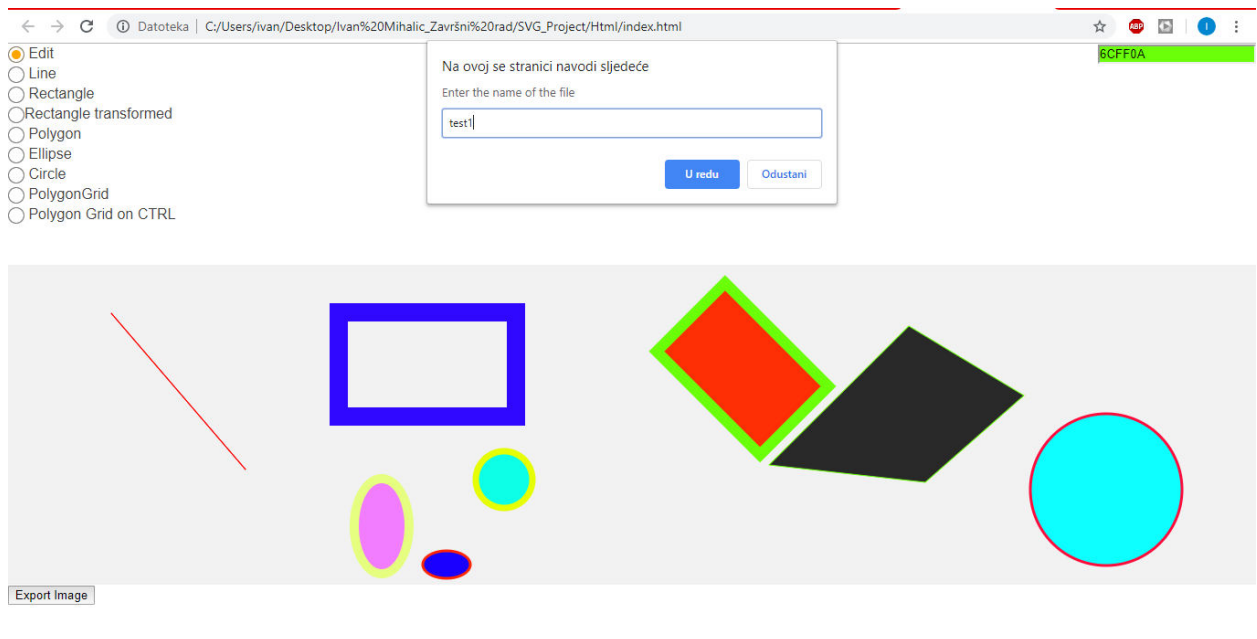 Datoteka | C:/Users/ivan/Desktop/Ivan%20Mihalic_Završni%20rad/SVG_Project/Html/index.html
ABP
I
Edit
Line
Rectangle
Rectangle transformed
Polygon
Ellipse
Circle
PolygonGrid
Polygon Grid on CTRL
Na ovoj se stranici navodi sljedeće
Enter the name of the file
test1
U redu
Odustani
6CFF0A
Export Image